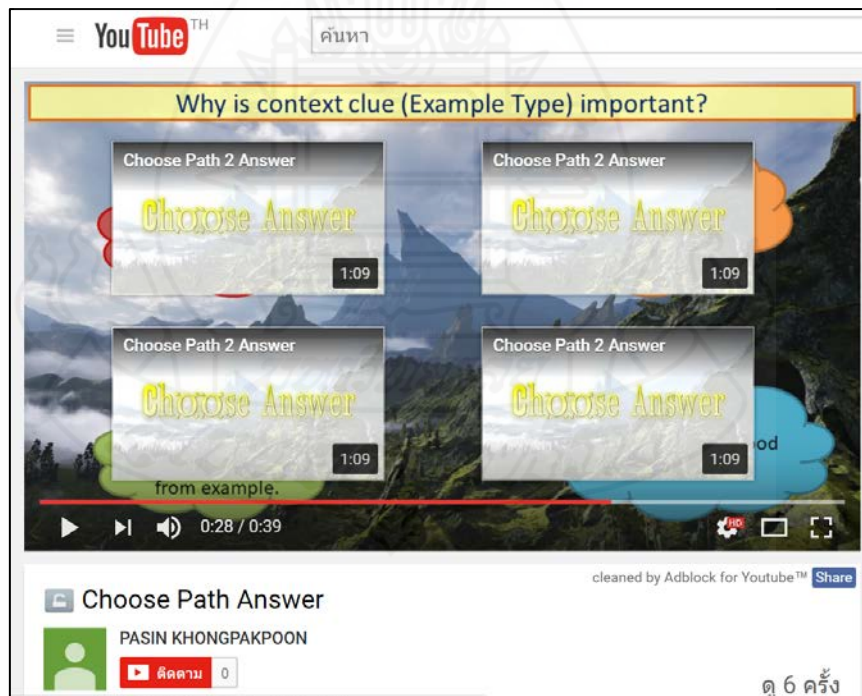 YouTube TH
ค้นหา
Why is context clue (Example Type) important?
Choose Path 2 Answer
Choose Answer
1:09
Choose Path 2 Answer
Choose Answer
1:09
Choose Path 2 Answer
Choose Answer
1:09
Choose Path 2 Answer
Choose Answer
1:09
ood
from example.
0:28 / 0:39
HD
cleaned by Adblock for Youtube™ Share
Choose Path Answer
PASIN KHONGPAKPOON
ติดตาม 0
ดู 6 ครั้ง